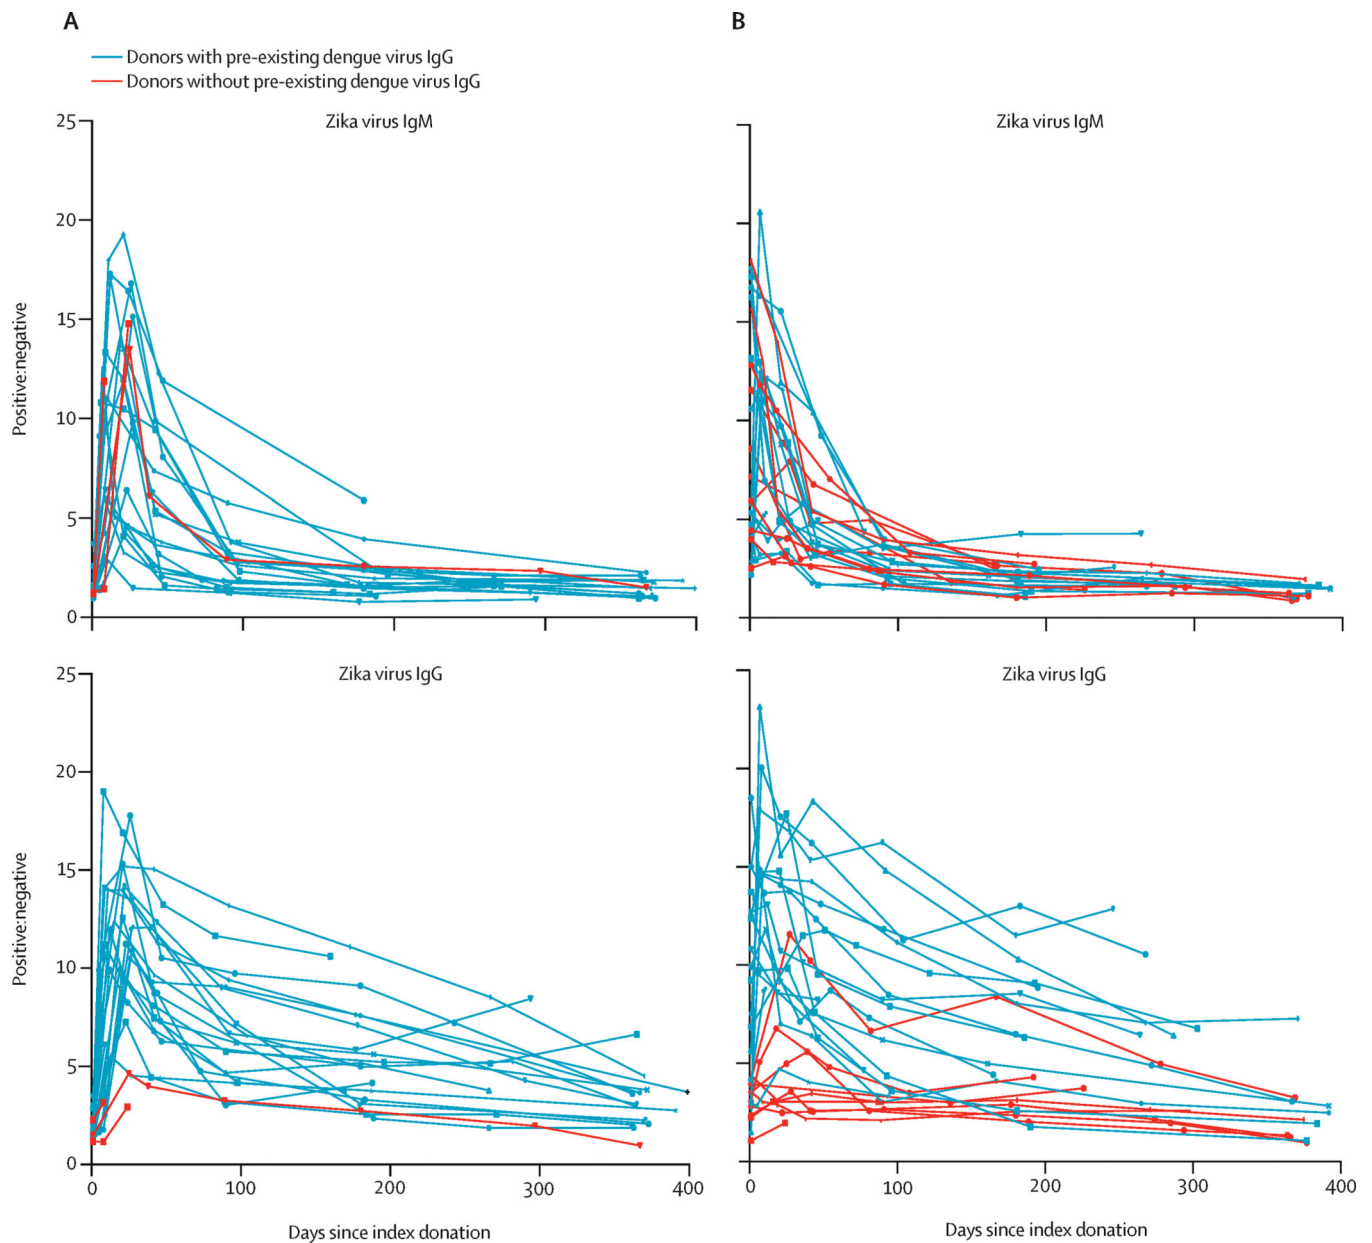 A
B
Donors with pre-existing dengue virus IgG
Donors without pre-existing dengue virus IgG
Zika virus IgM
Zika virus IgM
25
20
15
10
5
0
Positive:negative
Zika virus IgG
Zika virus IgG
25
20
15
10
5
0
Positive:negative
0 100 200 300 400
0 100 200 300 400
Days since index donation
Days since index donation